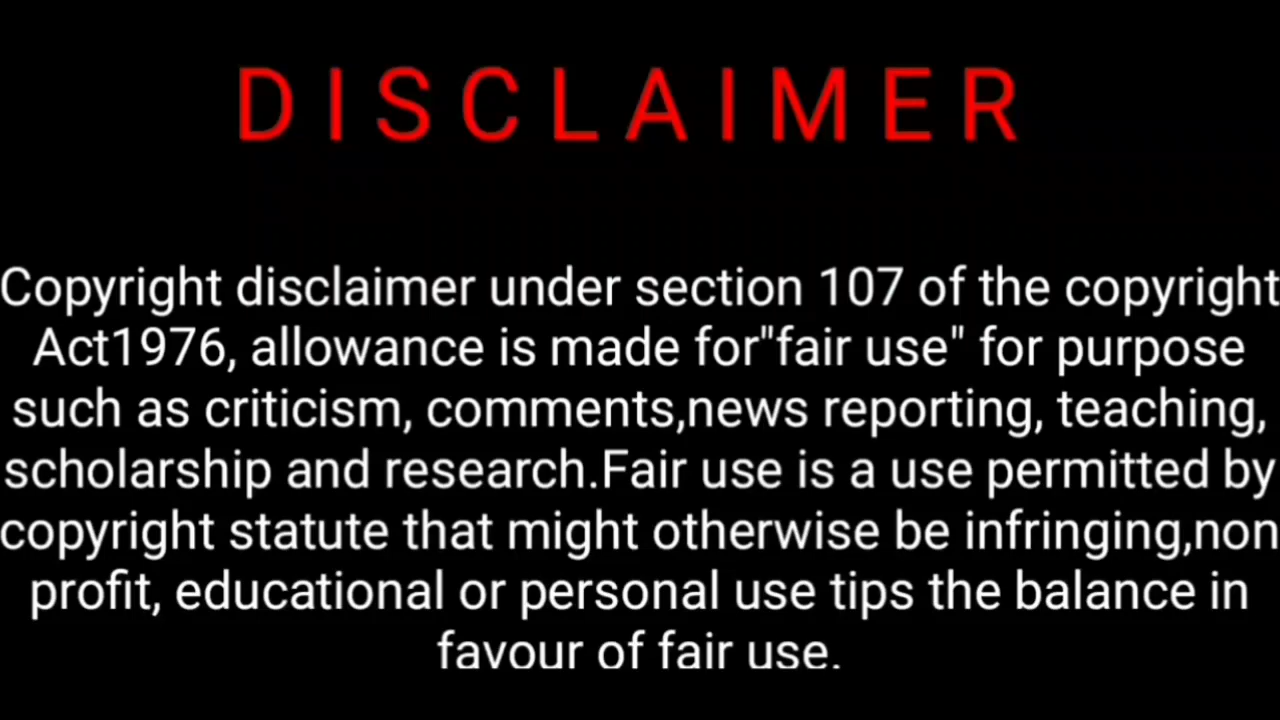 DISCLAIMER
Copyright disclaimer under section 107 of the copyright
Act1976, allowance is made for"fair use" for purpose
such as criticism, comments,news reporting, teaching,
scholarship and research.Fair use is a use permitted by
copyright statute that might otherwise be infringing,non
profit, educational or personal use tips the balance in
favour of fair use.